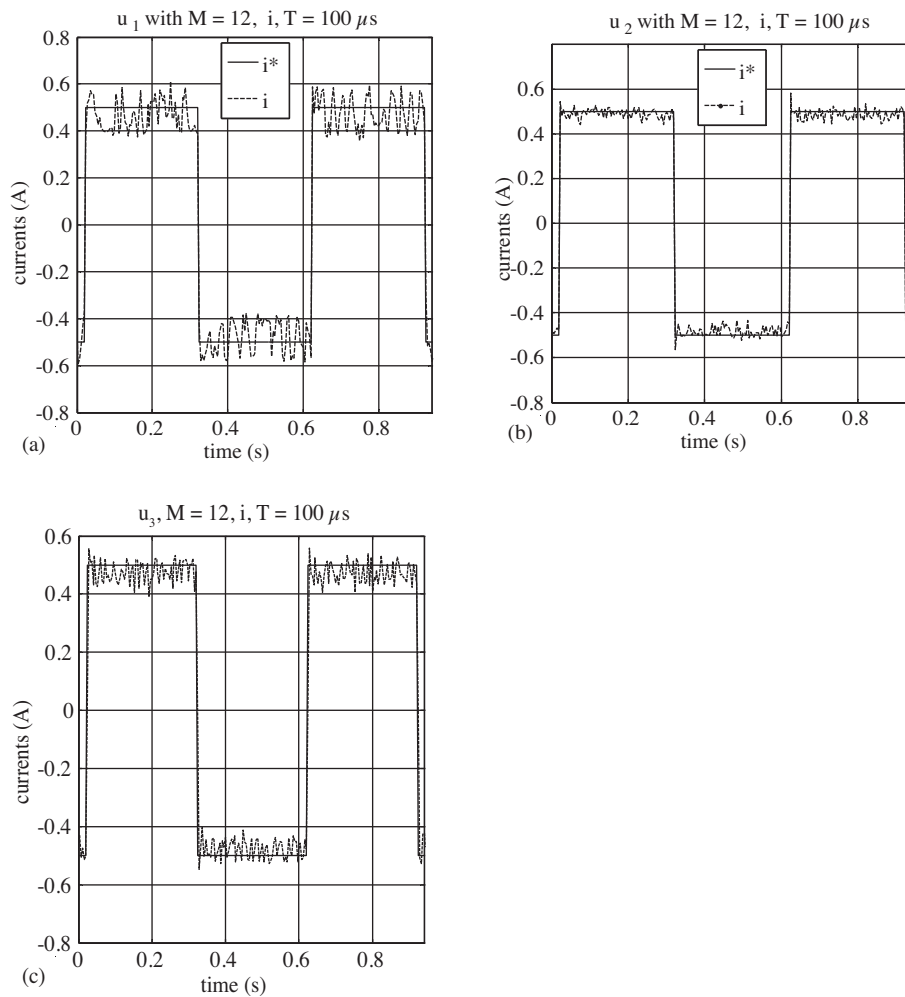 u 1 with M = 12, i, T = 100 µs
0.8
0.6
0.4
0.2
0
-0.2
-0.4
-0.6
-0.8
currents (A)
i*
i
0 0.2 0.4 0.6 0.8
time (s)
(a)
u 2 with M = 12, i, T = 100 µs
0.6
0.4
0.2
0
-0.2
-0.4
-0.6
-0.8
currents (A)
i*
i
0 0.2 0.4 0.6 0.8
time (s)
(b)
u3, M = 12, i, T = 100 µs
0.6
0.4
0.2
0
-0.2
-0.4
-0.6
-0.8
currents (A)
0 0.2 0.4 0.6 0.8
time (s)
(c)